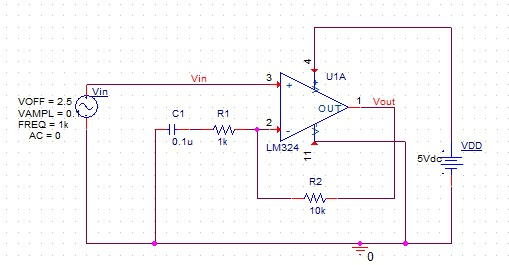 4
U1A
Vin
Vin
3
+
VOFF = 2.5
VAMPL = 0.1
FREQ = 1k
AC = 0
OUT
1
Vout
C1
R1
2
-
0.1u
1k
LM324
11
V+
V-
5Vdc
VDD
R2
10k
0